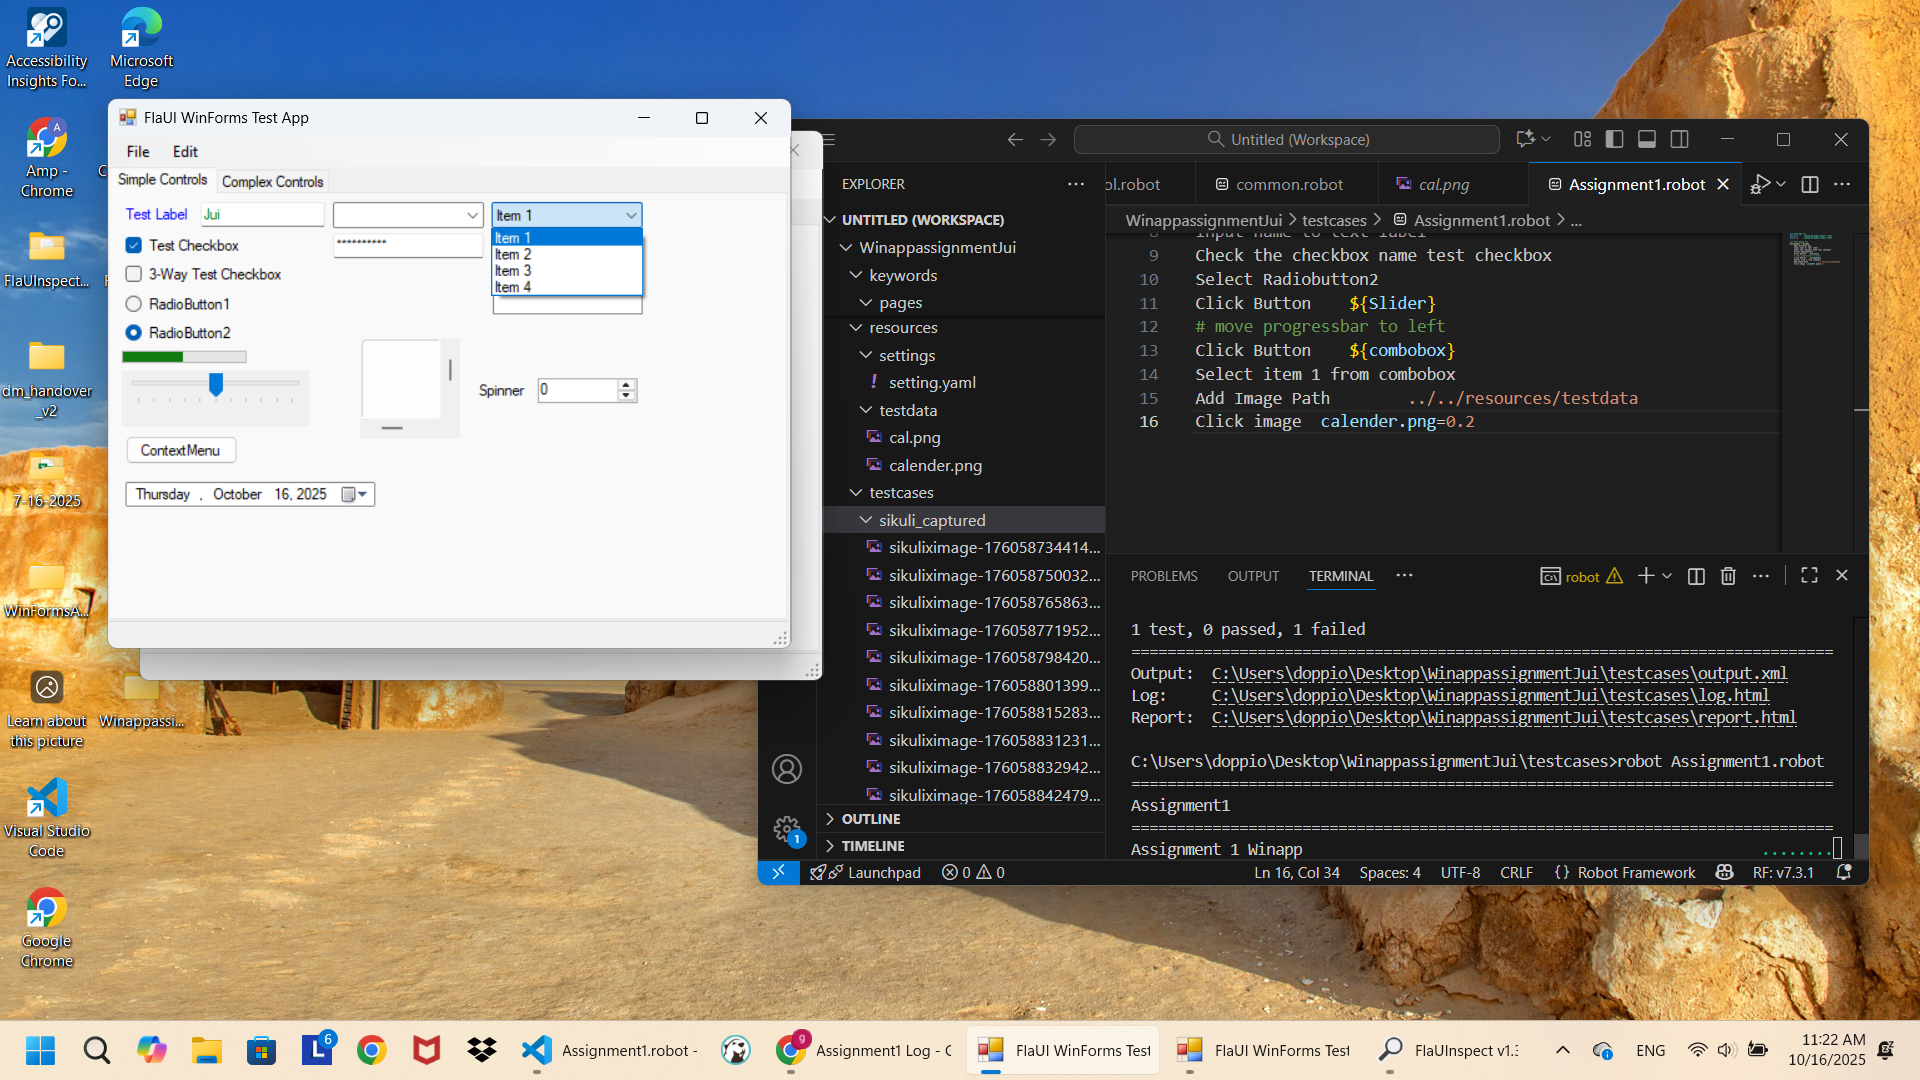 Accessibility
Insights Fo...
Microsoft
Edge
Amp -
Chrome
FlaUInspect...
dm_handover
_v2
7-16-2025
WinFormsA...
Learn about
this picture
Winappassi...
Visual Studio
Code
Google
Chrome
FlaUI WinForms Test App
File Edit
Simple Controls Complex Controls
Test Label Jui Item 1
Test Checkbox **********
3-Way Test Checkbox
RadioButton1
RadioButton2
Item 1
Item 2
Item 3
Item 4
Spinner 0
ContextMenu
Thursday , October 16, 2025
Untitled (Workspace)
EXPLORER
ol.robot common.robot cal.png Assignment1.robot
UNTITLED (WORKSPACE)
WinappassignmentJui
keywords
pages
resources
settings
setting.yaml
testdata
cal.png
calender.png
testcases
sikuli_captured
sikuliximage-176058734414...
sikuliximage-176058750032...
sikuliximage-176058765863...
sikuliximage-176058771952...
sikuliximage-176058798420...
sikuliximage-176058801399...
sikuliximage-176058815283...
sikuliximage-176058831231...
sikuliximage-176058832942...
sikuliximage-176058842479...
OUTLINE
TIMELINE
WinappassignmentJui > testcases > Assignment1.robot > ...
8 Input name to text label
9 Check the checkbox name test checkbox
10 Select Radiobutton2
11 Click Button ${Slider}
12 # move progressbar to left
13 Click Button ${combobox}
14 Select item 1 from combobox
15 Add Image Path ../../resources/testdata
16 Click image calender.png=0.2
PROBLEMS OUTPUT TERMINAL ... robot
1 test, 0 passed, 1 failed
==============================================================================
Output: C:\Users\doppio\Desktop\WinappassignmentJui\testcases\output.xml
Log: C:\Users\doppio\Desktop\WinappassignmentJui\testcases\log.html
Report: C:\Users\doppio\Desktop\WinappassignmentJui\testcases\report.html
C:\Users\doppio\Desktop\WinappassignmentJui\testcases>robot Assignment1.robot
==============================================================================
Assignment1
==============================================================================
Assignment 1 Winapp ........
1
Launchpad 0 0 Ln 16, Col 34 Spaces: 4 UTF-8 CRLF {} Robot Framework RF: v7.3.1
6 Assignment1.robot - 9 Assignment1 Log - FlaUI WinForms Test FlaUI WinForms Test FlaUInspect v1.3 ENG
11:22 AM
10/16/2025